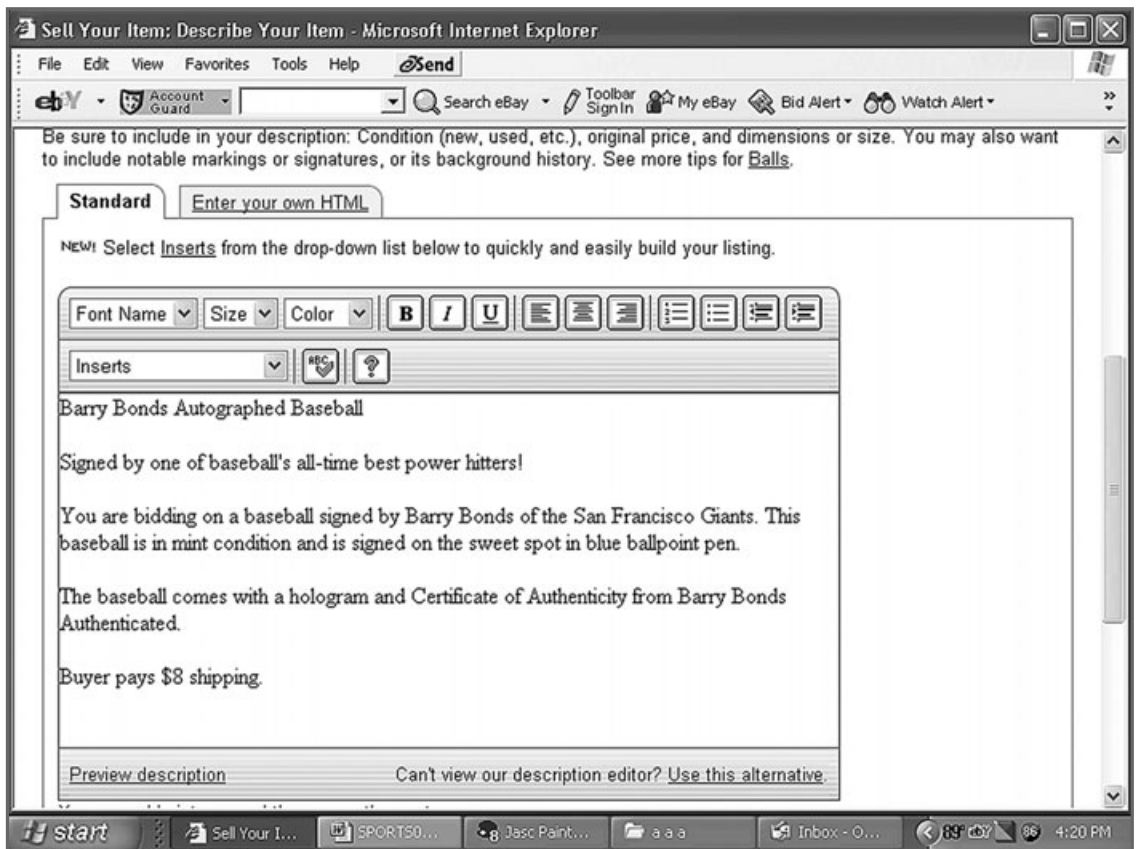 Sell Your Item: Describe Your Item - Microsoft Internet Explorer
File Edit View Favorites Tools Help Send
ebY Account Guard Search eBay Toolbar Sign In My eBay Bid Alert Watch Alert
Be sure to include in your description: Condition (new, used, etc.), original price, and dimensions or size. You may also want
to include notable markings or signatures, or its background history. See more tips for Balls.
Standard Enter your own HTML
NEW! Select Inserts from the drop-down list below to quickly and easily build your listing.
Font Name Size Color B I U
Inserts ABC ?
Barry Bonds Autographed Baseball
Signed by one of baseball's all-time best power hitters!
You are bidding on a baseball signed by Barry Bonds of the San Francisco Giants. This
baseball is in mint condition and is signed on the sweet spot in blue ballpoint pen.
The baseball comes with a hologram and Certificate of Authenticity from Barry Bonds
Authenticated.
Buyer pays $8 shipping.
Preview description Can't view our description editor? Use this alternative.
start Sell Your I... SPORTS0... Jasc Paint... a a a Inbox - O... 89° 86 4:20 PM